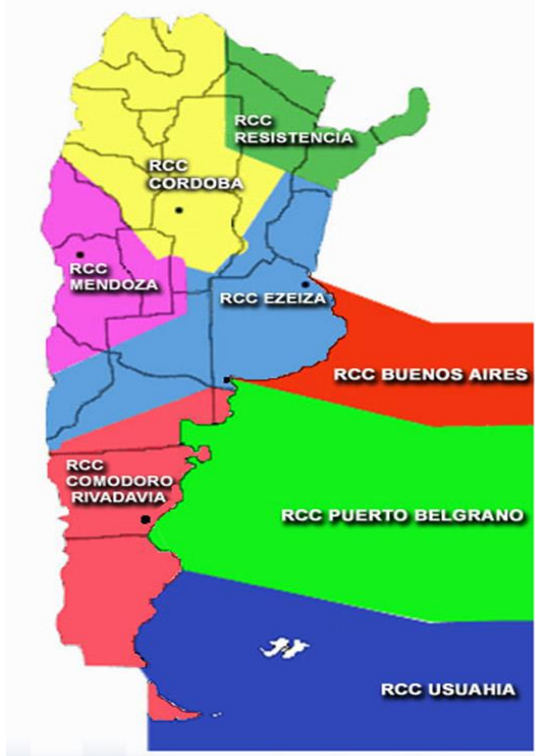 RCC
RESISTENCIA
RCC
CORDOBA
RCC
MENDOZA
RCC EZEIZA
RCC BUENOS AIRES
RCC
COMODORO
RIVADAVIA
RCC PUERTO BELGRANO
RCC USUAHIA